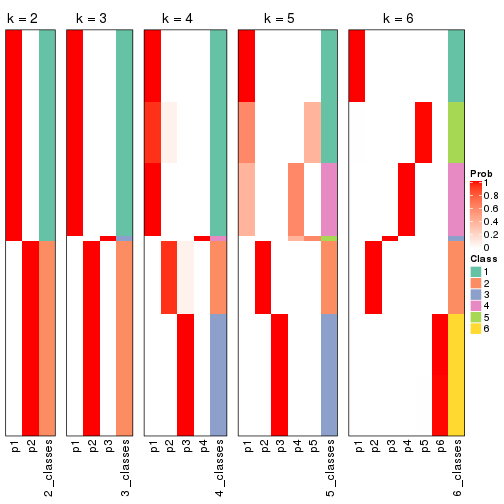 k = 2
k = 3
k = 4
k = 5
k = 6
p1
p2
2_classes
p1
p2
p3
3_classes
p1
p2
p3
p4
4_classes
p1
p2
p3
p4
p5
5_classes
p1
p2
p3
p4
p5
p6
6_classes
Prob
1
0.8
0.6
0.4
0.2
0
Class
1
2
3
4
5
6